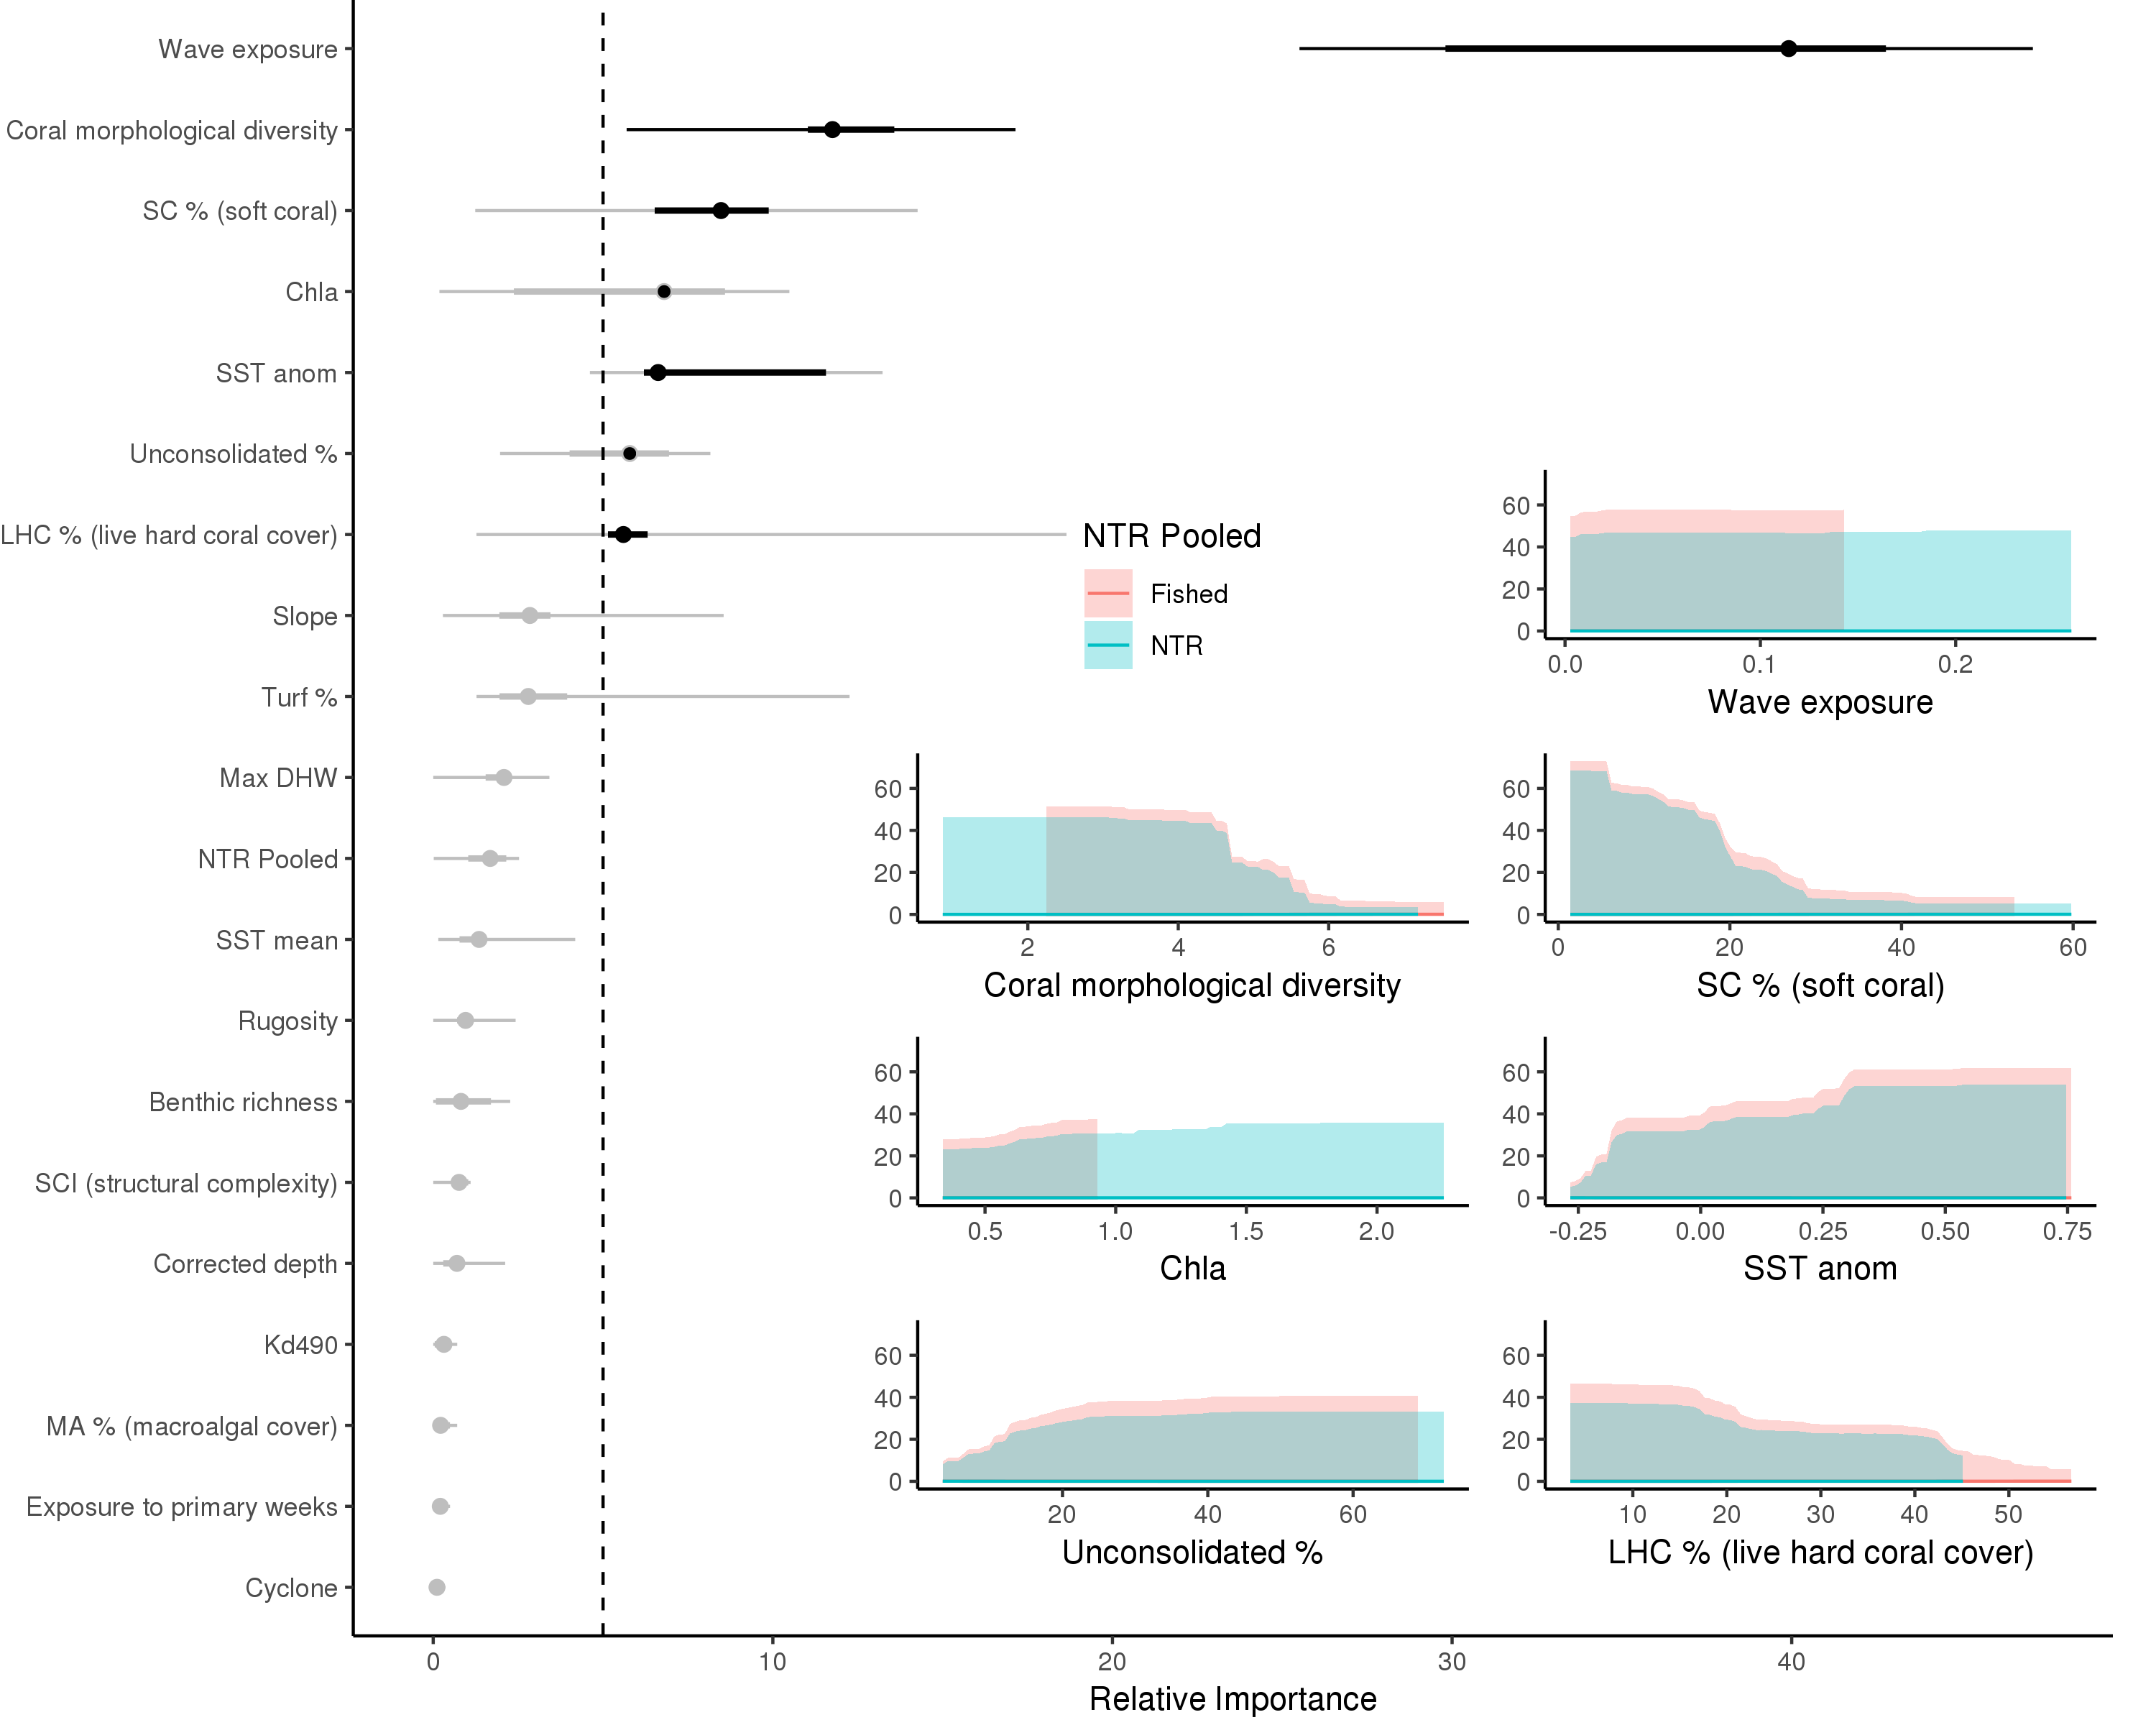 Wave exposure
Coral morphological diversity
SC % (soft coral)
Chla
SST anom
Unconsolidated %
LHC % (live hard coral cover)
Slope
Turf %
Max DHW
NTR Pooled
SST mean
Rugosity
Benthic richness
SCI (structural complexity)
Corrected depth
Kd490
MA % (macroalgal cover)
Exposure to primary weeks
Cyclone
0 10 20 30 40
Relative Importance
NTR Pooled
Fished
NTR
60
40
20
0
0.0 0.1 0.2
Wave exposure
60
40
20
0
2 4 6
Coral morphological diversity
60
40
20
0
0 20 40 60
SC % (soft coral)
60
40
20
0
0.5 1.0 1.5 2.0
Chla
60
40
20
0
-0.25 0.00 0.25 0.50 0.75
SST anom
60
40
20
0
20 40 60
Unconsolidated %
60
40
20
0
10 20 30 40 50
LHC % (live hard coral cover)